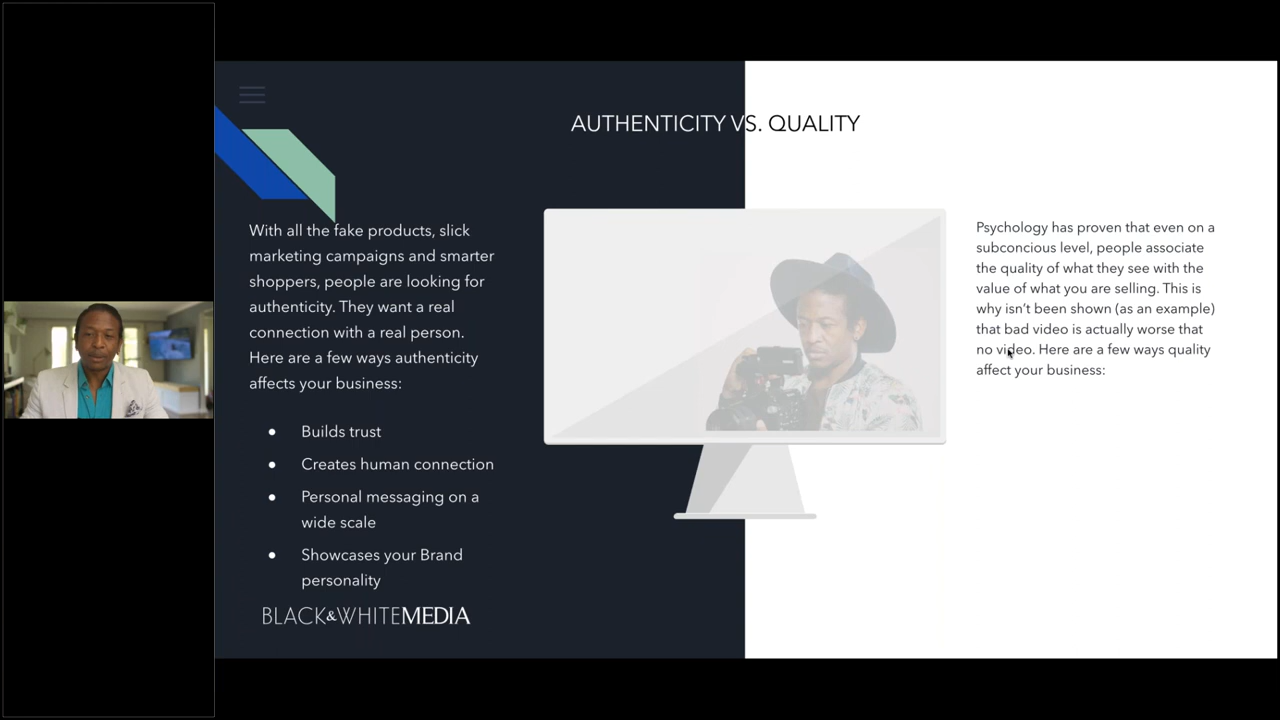 AUTHENTICITY VS. QUALITY
With all the fake products, slick
marketing campaigns and smarter
shoppers, people are looking for
authenticity. They want a real
connection with a real person.
Here are a few ways authenticity
affects your business:
● Builds trust
● Creates human connection
● Personal messaging on a
wide scale
● Showcases your Brand
personality
BLACK&WHITEMEDIA
Psychology has proven that even on a
subconcious level, people associate
the quality of what they see with the
value of what you are selling. This is
why isn’t been shown (as an example)
that bad video is actually worse that
no video. Here are a few ways quality
affect your business: